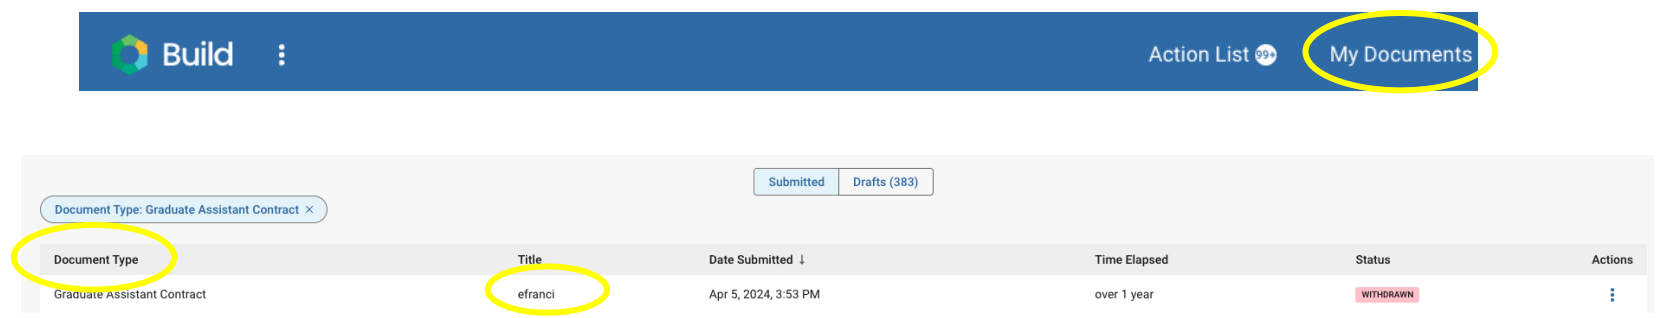 Build Action List 99+ My Documents
Submitted Drafts (383)
Document Type: Graduate Assistant Contract ×
Document Type Title Date Submitted ↓ Time Elapsed Status Actions
Graduate Assistant Contract efranci Apr 5, 2024, 3:53 PM over 1 year WITHDRAWN